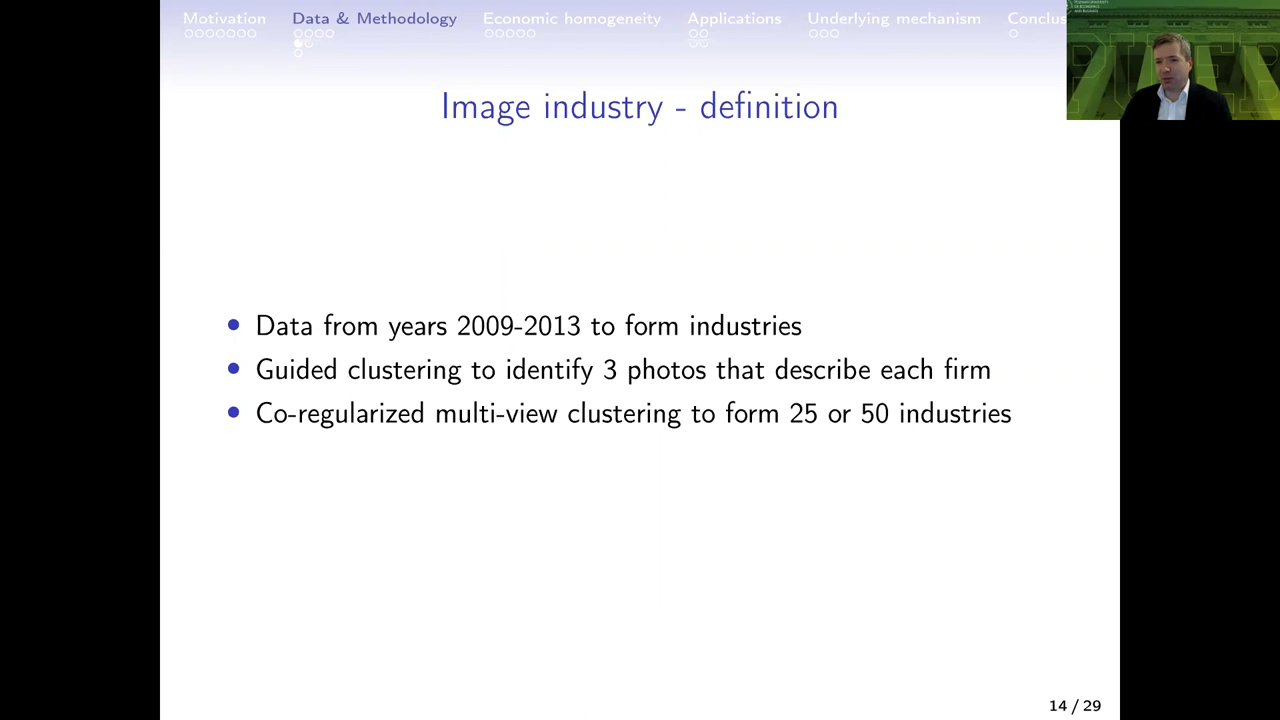 Motivation Data & Methodology Economic homogeneity Applications Underlying mechanism Conclus
Image industry - definition
• Data from years 2009-2013 to form industries
• Guided clustering to identify 3 photos that describe each firm
• Co-regularized multi-view clustering to form 25 or 50 industries
14 / 29